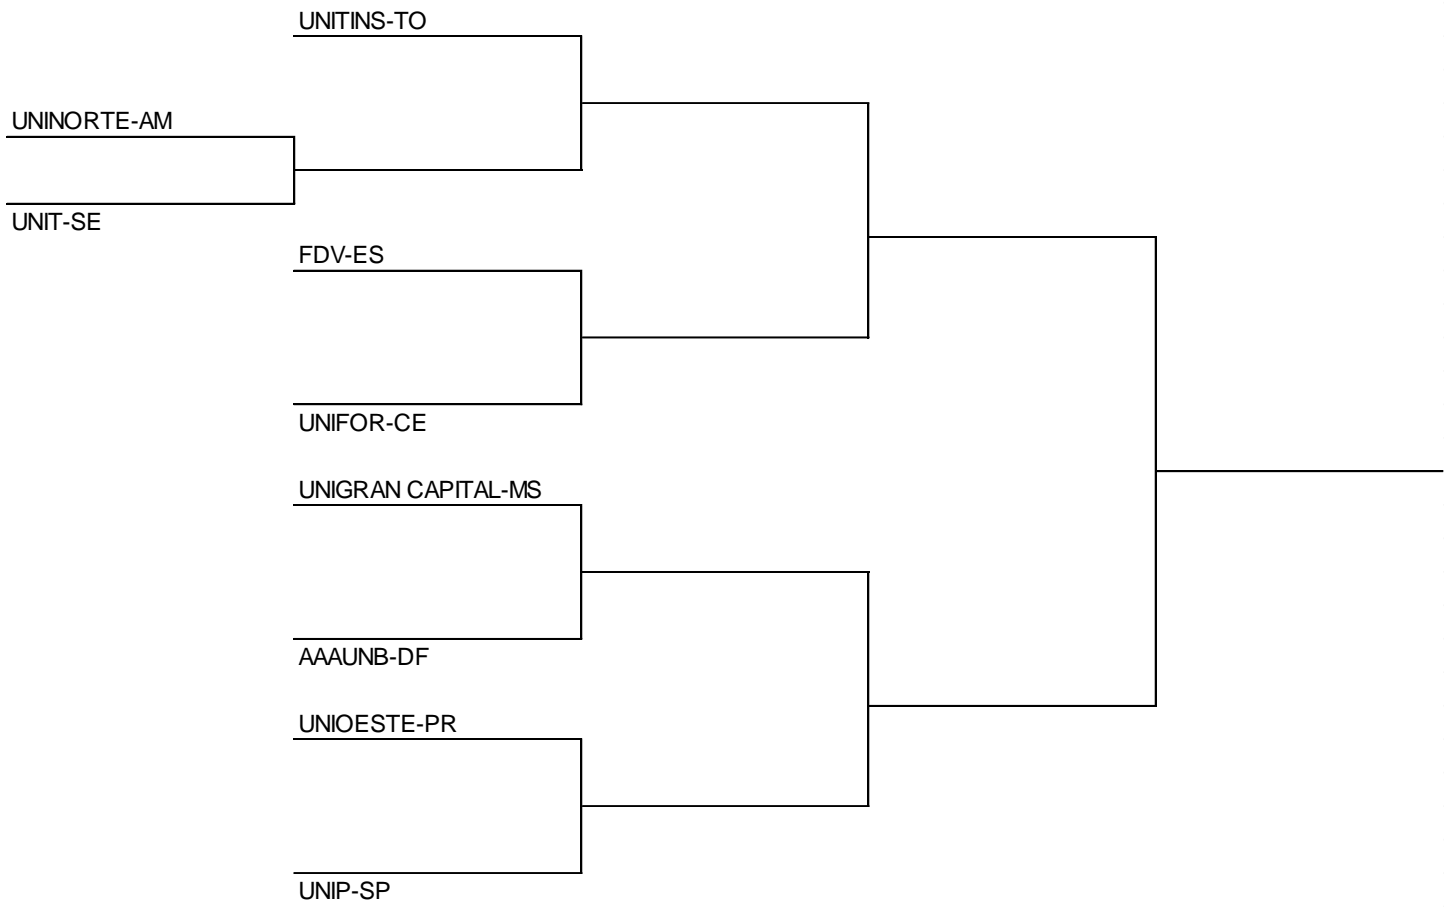 UNITINS-TO
UNINORTE-AM
UNIT-SE
FDV-ES
UNIFOR-CE
UNIGRAN CAPITAL-MS
AAAUNB-DF
UNIOESTE-PR
UNIP-SP